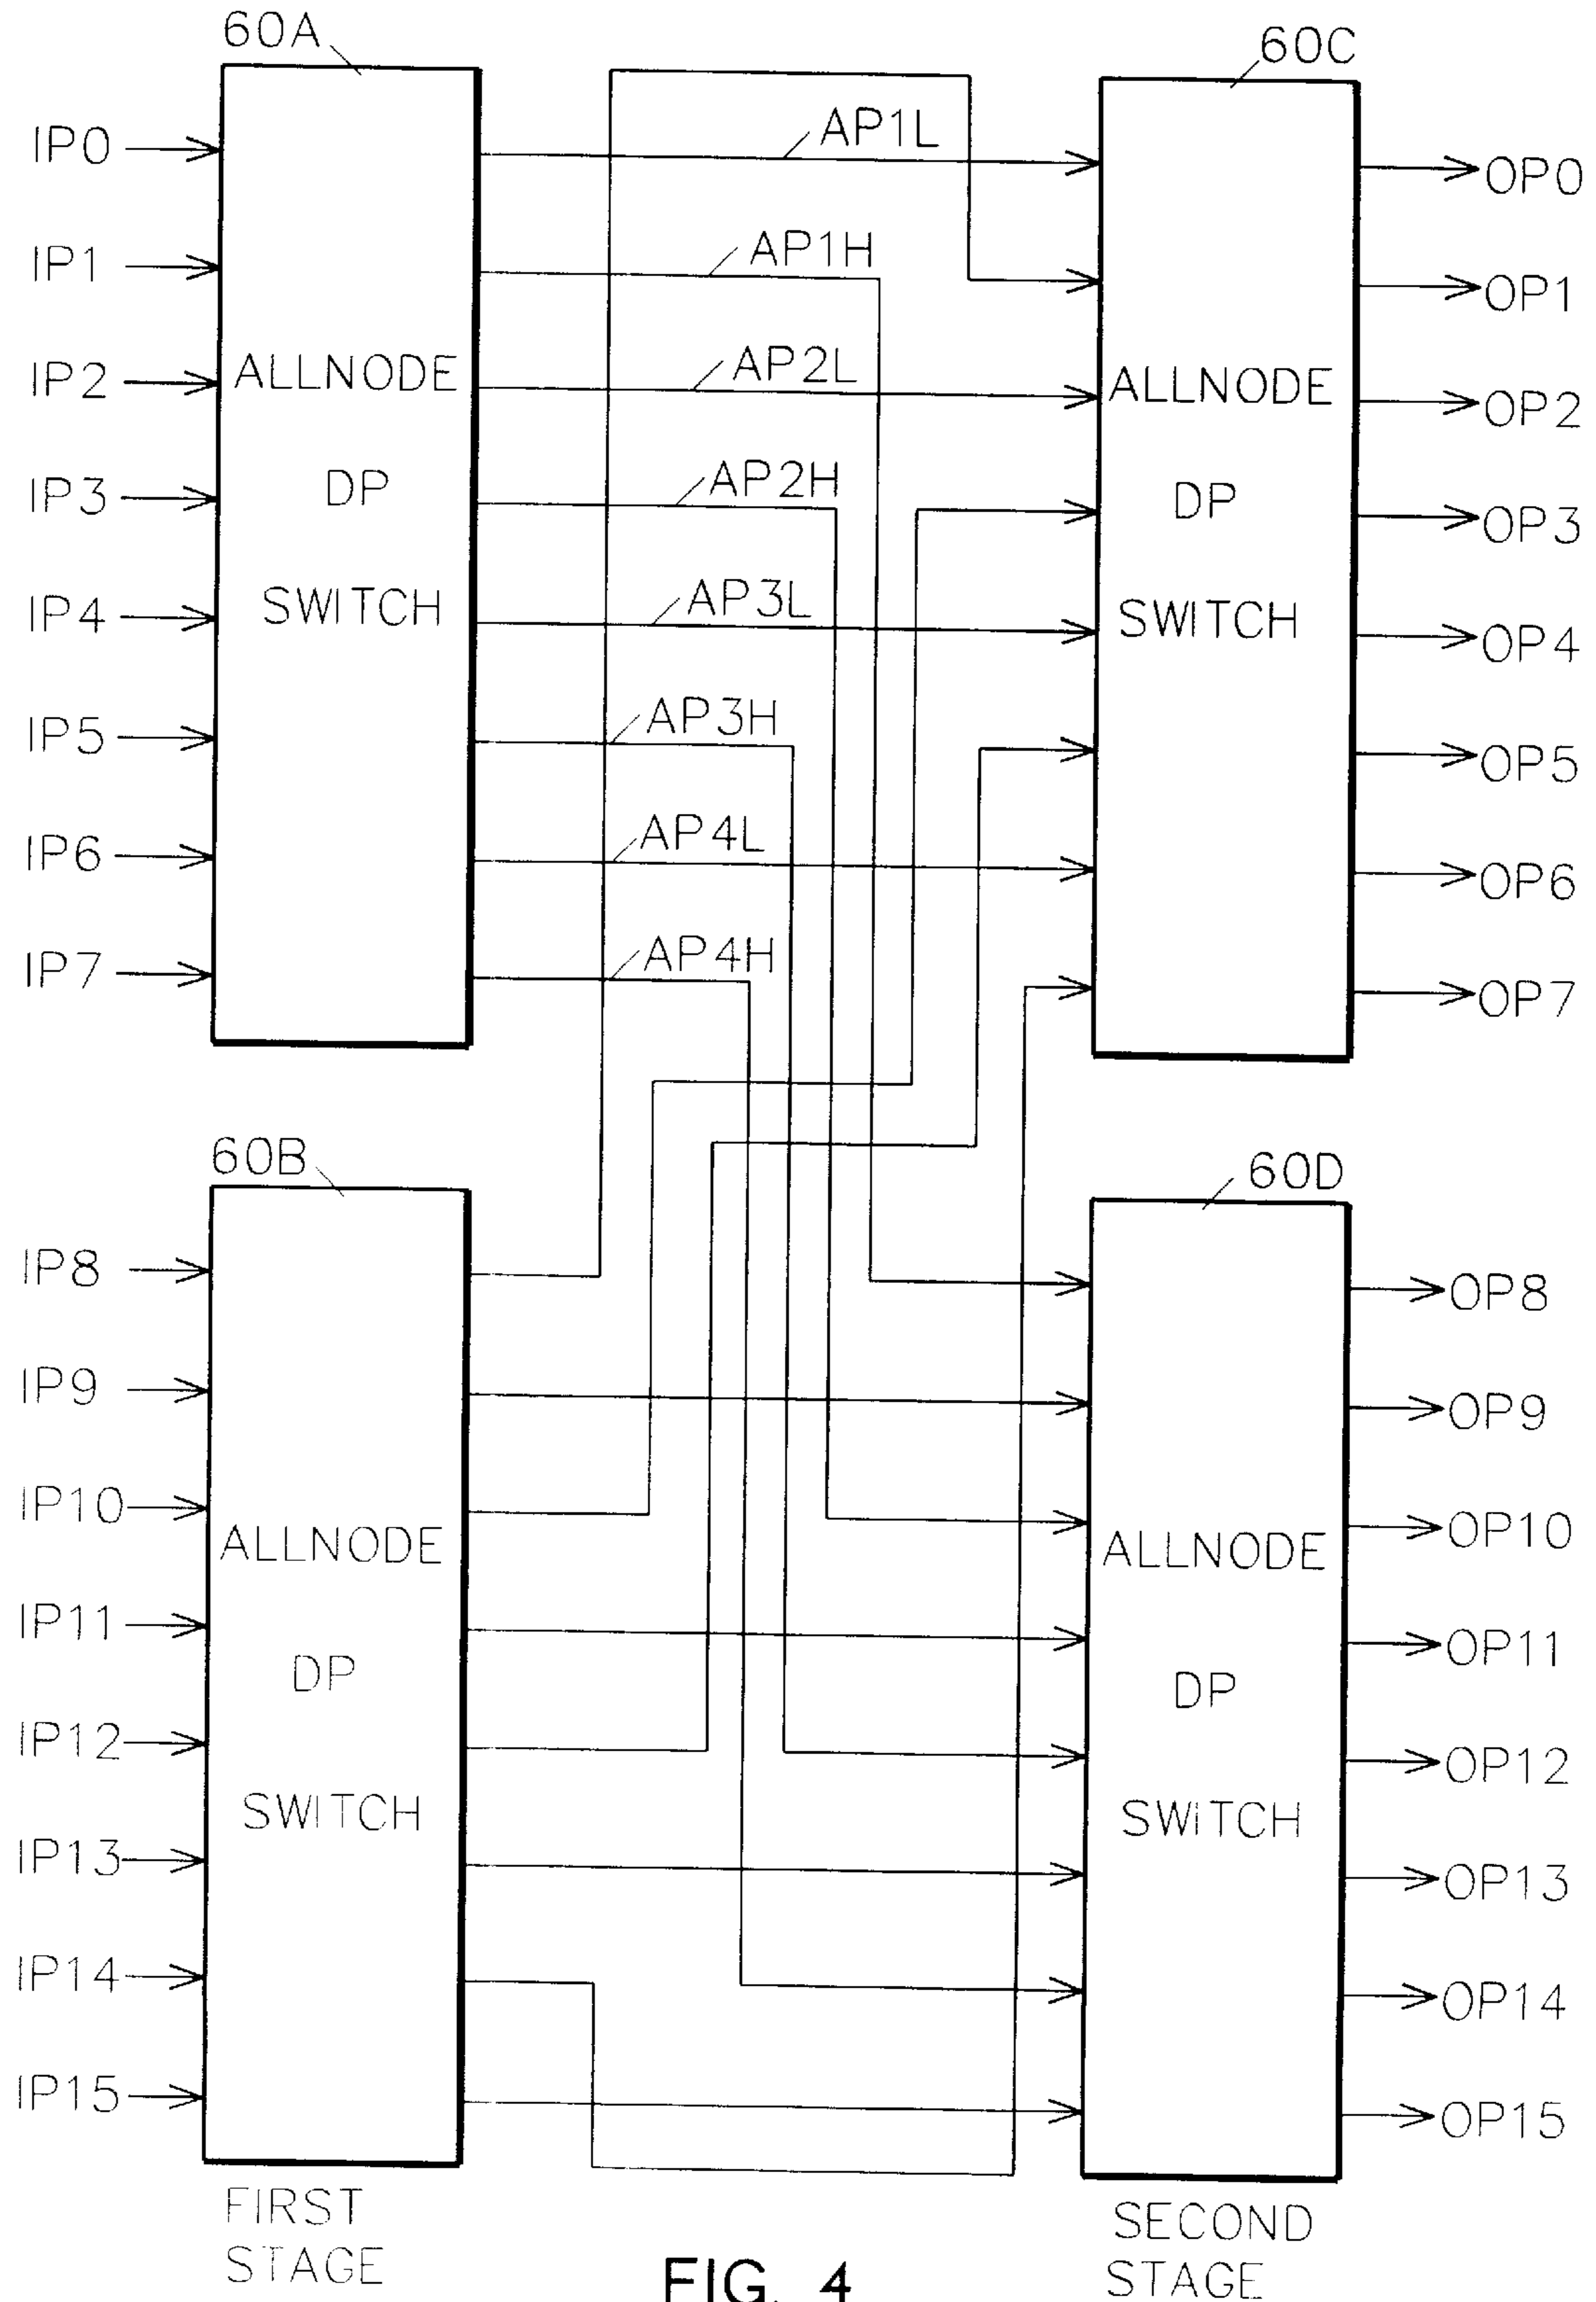 60A
60C
IP0
AP1L
OP0
IP1
AP1H
OP1
IP2
ALLNODE
AP2L
ALLNODE
OP2
IP3
DP
AP2H
DP
OP3
IP4
SWITCH
AP3L
SWITCH
OP4
IP5
AP3H
OP5
IP6
AP4L
OP6
IP7
AP4H
OP7
60B
60D
IP8
OP8
IP9
OP9
IP10
ALLNODE
ALLNODE
OP10
IP11
DP
DP
OP11
IP12
OP12
SWITCH
SWITCH
IP13
OP13
IP14
OP14
IP15
OP15
FIRST
STAGE
SECOND
STAGE
FIG. 4